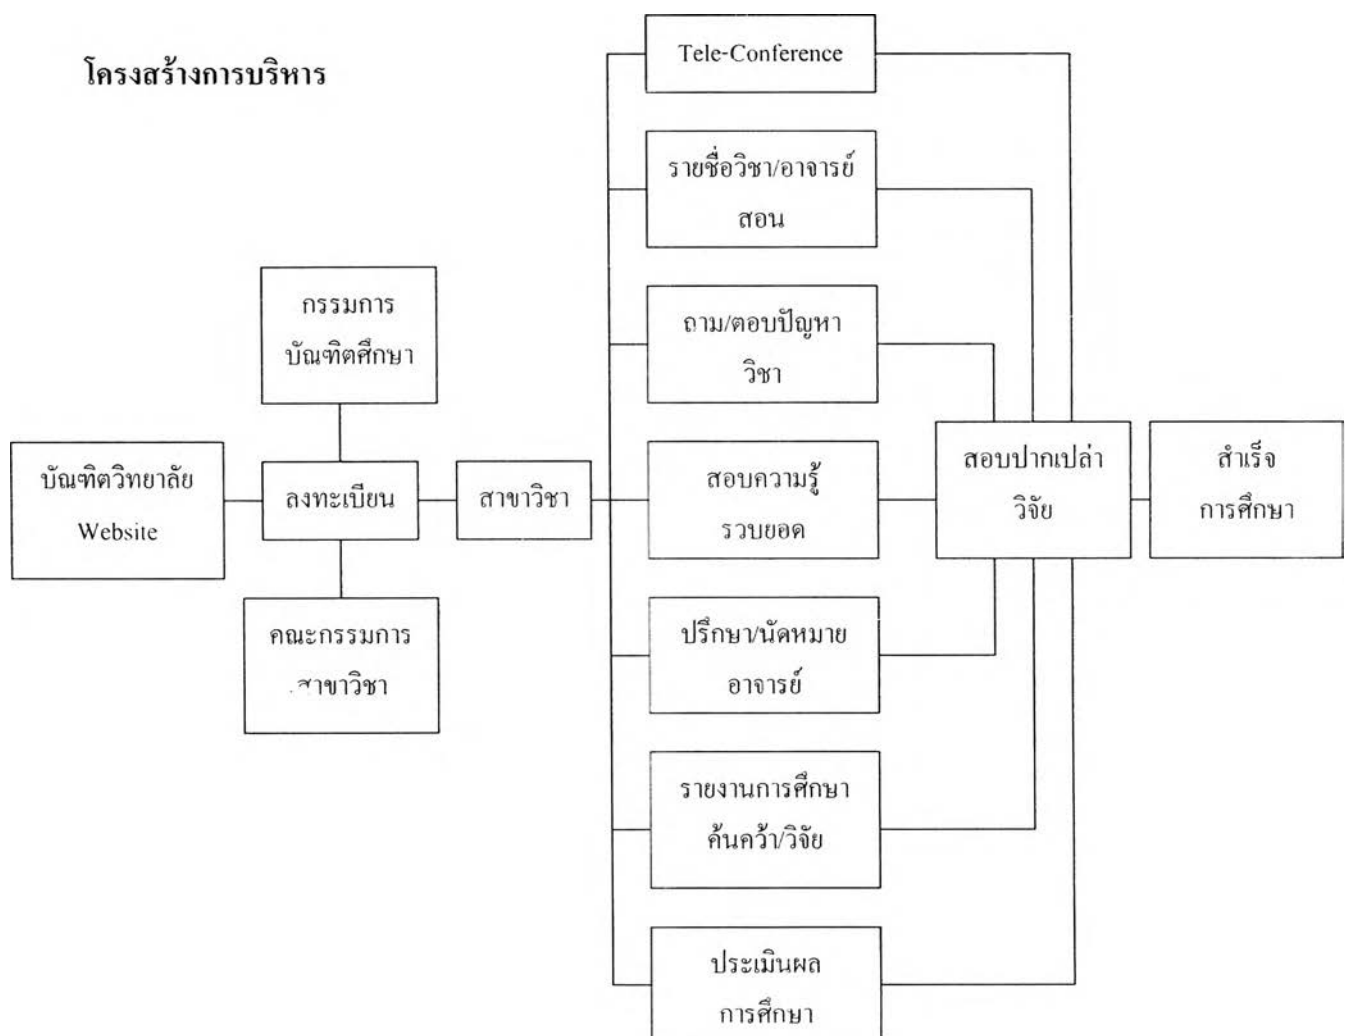 โครงสร้างการบริหาร
Tele-Conference
รายชื่อวิชา/อาจารย์
สอน
กรรมการ
บัณฑิตศึกษา
ถาม/ตอบปัญหา
วิชา
บัณฑิตวิทยาลัย
Website
ลงทะเบียน
สาขาวิชา
สอบความรู้
รวบยอด
สอบปากเปล่า
วิจัย
สำเร็จ
การศึกษา
คณะกรรมการ
สาขาวิชา
ปรึกษา/นัดหมาย
อาจารย์
รายงานการศึกษา
ค้นคว้า/วิจัย
ประเมินผล
การศึกษา